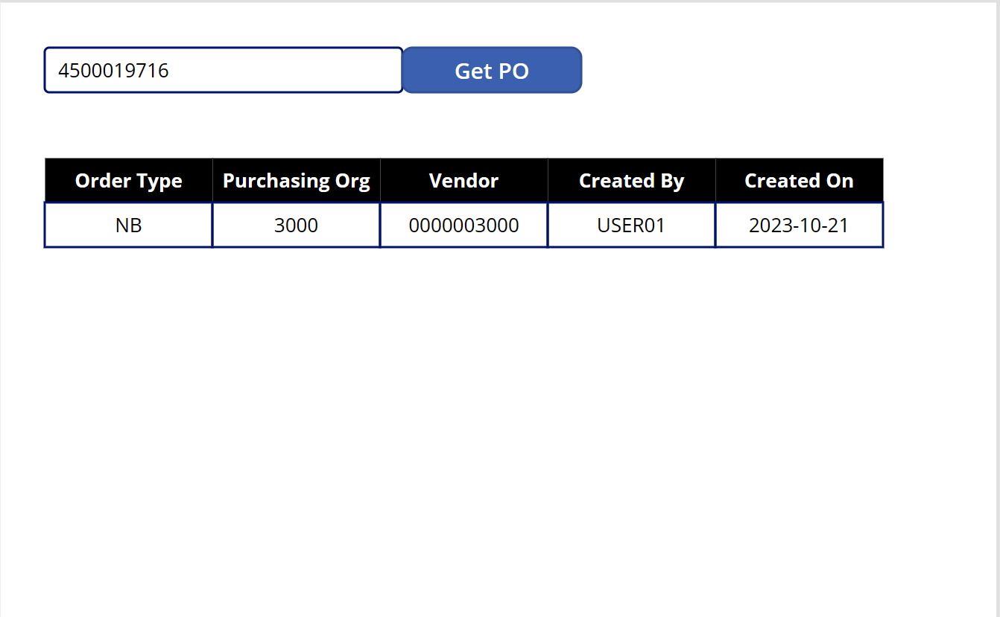 4500019716 Get PO
Order Type Purchasing Org Vendor Created By Created On
NB 3000 0000003000 USER01 2023-10-21